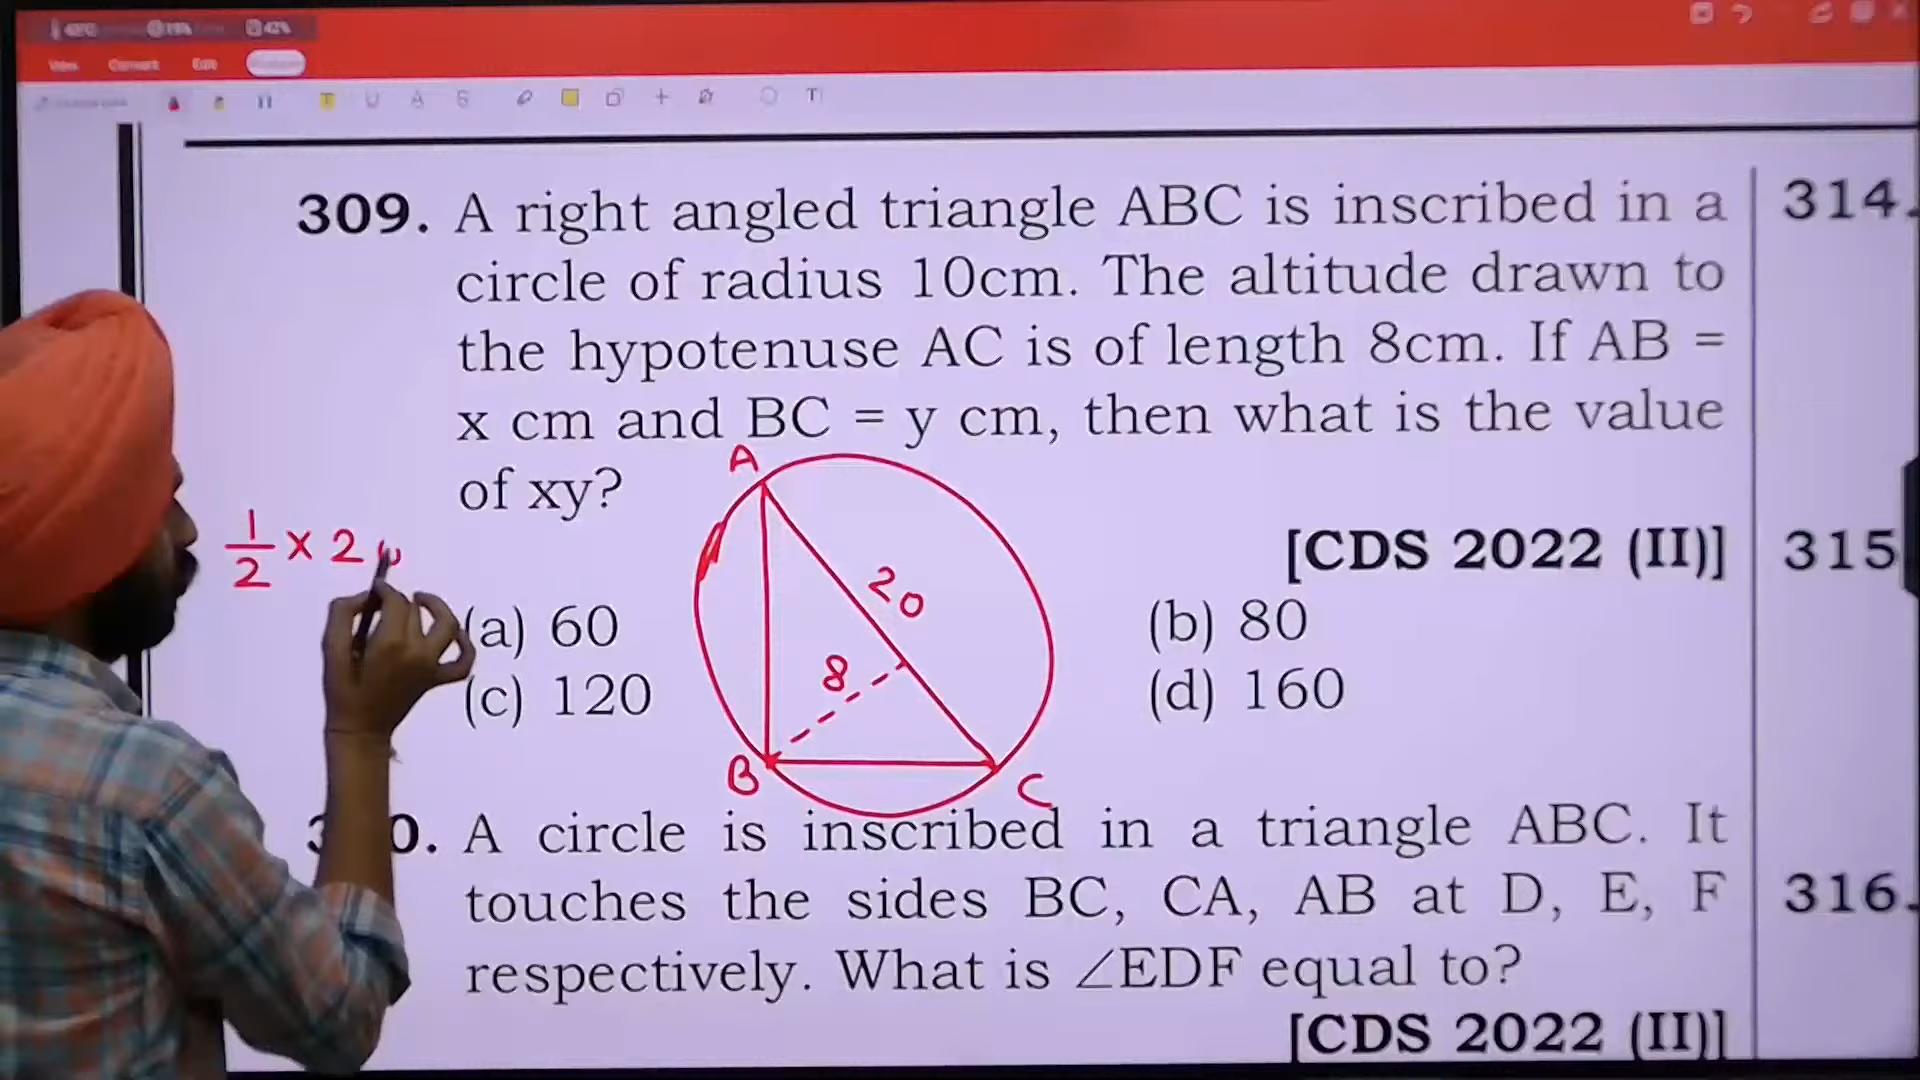 View Convert Edit
309. A right angled triangle ABC is inscribed in a
circle of radius 10cm. The altitude drawn to
the hypotenuse AC is of length 8cm. If AB =
x cm and BC = y cm, then what is the value
of xy?
[CDS 2022 (II)]
(a) 60
(b) 80
(c) 120
(d) 160
1/2 × 2
A
20
8
B
C
A circle is inscribed in a triangle ABC. It
touches the sides BC, CA, AB at D, E, F
respectively. What is ∠EDF equal to?
[CDS 2022 (II)]
314.
315
316.